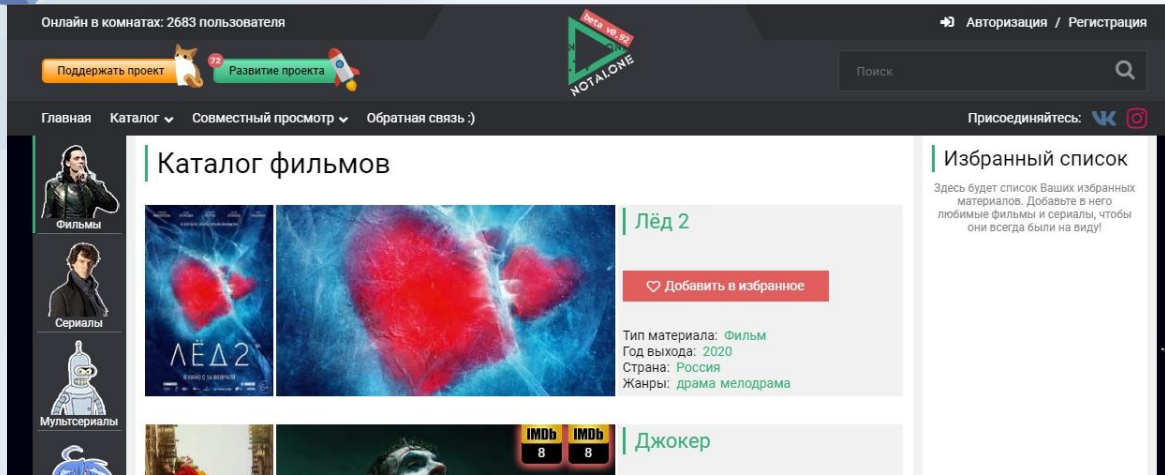 Онлайн в комнатах: 2683 пользователя
beta v0.92
NOTALONE
Авторизация / Регистрация
Поддержать проект
72
Развитие проекта
Поиск
Главная Каталог Совместный просмотр Обратная связь :)
Присоединяйтесь:
Фильмы
Сериалы
Мультсериалы
Каталог фильмов
ЛЁД 2
6+
Лёд 2
Добавить в избранное
Тип материала: Фильм
Год выхода: 2020
Страна: Россия
Жанры: драма мелодрама
IMDb IMDb
8 8
Джокер
Избранный список
Здесь будет список Ваших избранных
материалов. Добавьте в него
любимые фильмы и сериалы, чтобы
они всегда были на виду!